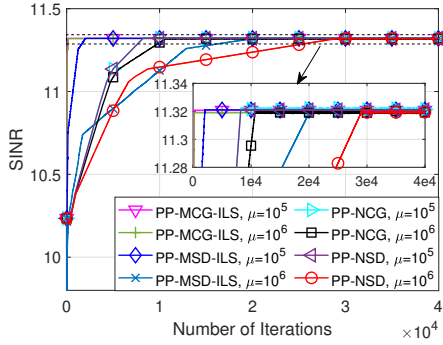 11.5
11
10.5
10
SINR
11.34
11.32
11.3
11.28
0 1e4 2e4 3e4 4e4
PP-MCG-ILS, μ=10⁵ PP-NCG, μ=10⁵
PP-MCG-ILS, μ=10⁶ PP-NCG, μ=10⁶
PP-MSD-ILS, μ=10⁵ PP-NSD, μ=10⁵
PP-MSD-ILS, μ=10⁶ PP-NSD, μ=10⁶
0 1 2 3 4
×10⁴
Number of Iterations